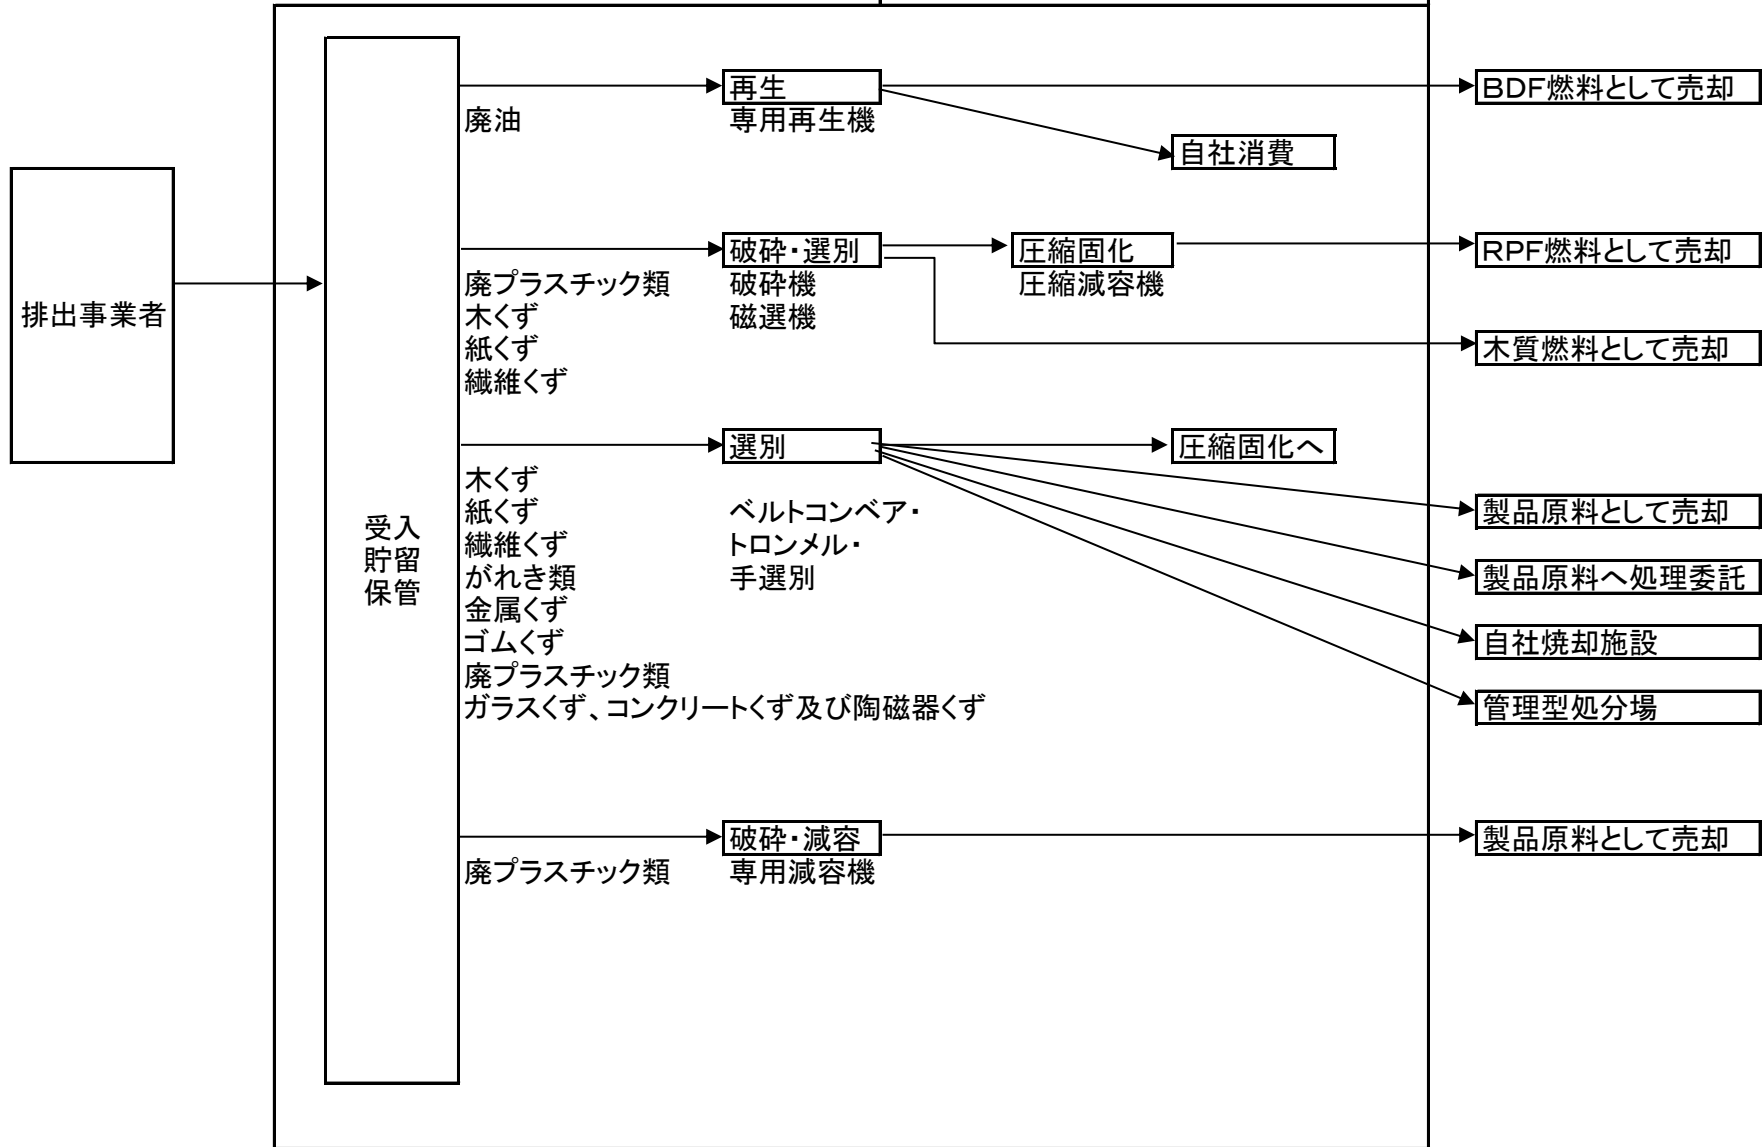 排出事業者
受入
貯留
保管
廃油
再生
専用再生機
BDF燃料として売却
自社消費
廃プラスチック類
木くず
紙くず
繊維くず
破砕・選別
破砕機
磁選機
圧縮固化
圧縮減容機
RPF燃料として売却
木質燃料として売却
木くず
紙くず
繊維くず
がれき類
金属くず
ゴムくず
廃プラスチック類
ガラスくず、コンクリートくず及び陶磁器くず
選別
ベルトコンベア・
トロンメル・
手選別
圧縮固化へ
製品原料として売却
製品原料へ処理委託
自社焼却施設
管理型処分場
廃プラスチック類
破砕・減容
専用減容機
製品原料として売却